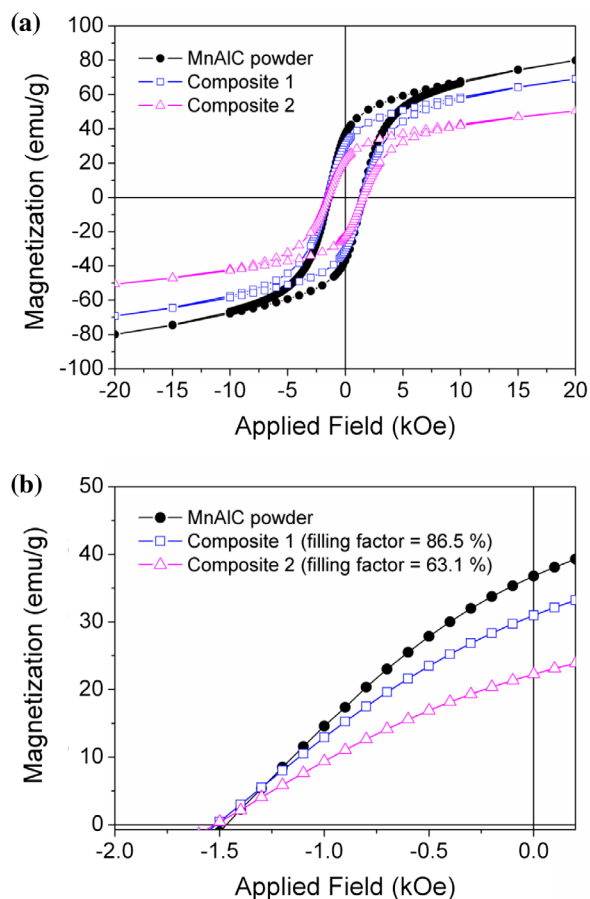 (a)
100
80
60
40
20
0
-20
-40
-60
-80
-100
Magnetization (emu/g)
MnAlC powder
Composite 1
Composite 2
-20 -15 -10 -5 0 5 10 15 20
Applied Field (kOe)
(b)
50
40
30
20
10
0
Magnetization (emu/g)
MnAlC powder
Composite 1 (filling factor = 86.5 %)
Composite 2 (filling factor = 63.1 %)
-2.0 -1.5 -1.0 -0.5 0.0
Applied Field (kOe)